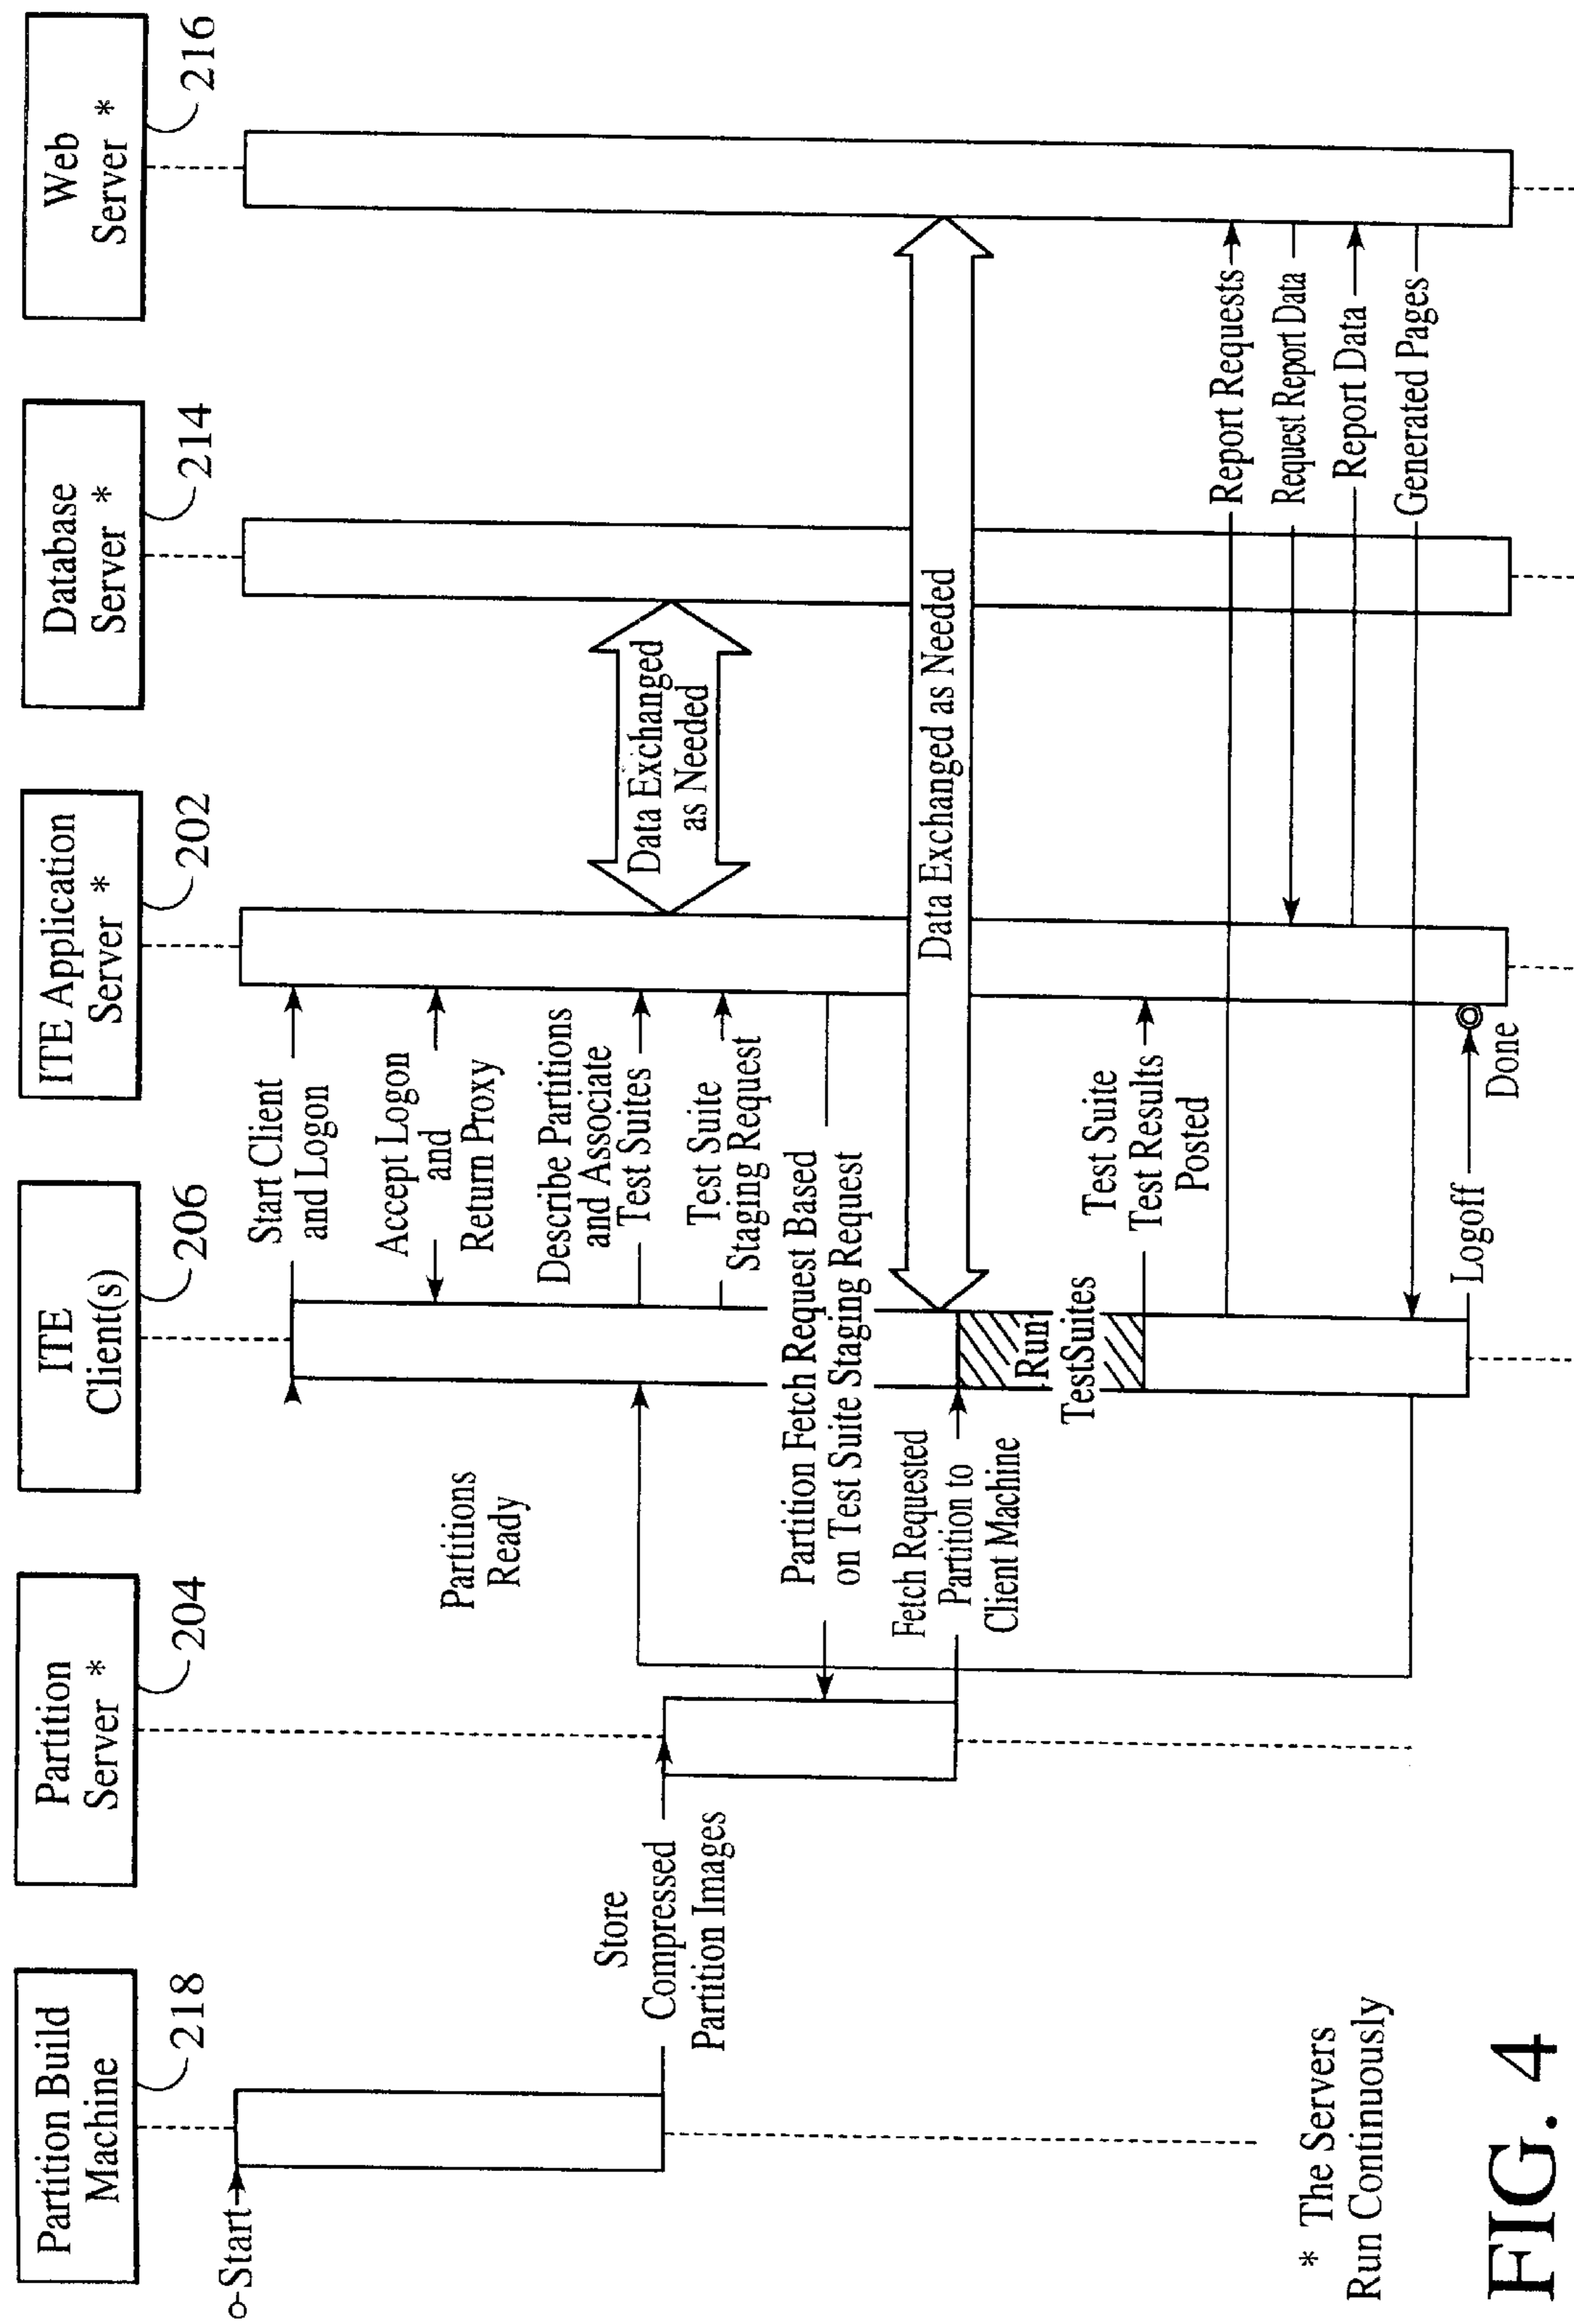 Partition Build
Machine
218
Partition
Server *
204
ITE
Client(s)
206
ITE Application
Server *
202
Database
Server *
214
Web
Server *
216
Start
Start Client
and Logon
Accept Logon
and
Return Proxy
Partitions
Ready
Describe Partitions
and Associate
Test Suites
Store
Compressed
Partition Images
Data Exchanged
as Needed
Test Suite
Staging Request
Partition Fetch Request Based
on Test Suite Staging Request
Fetch Requested
Partition to
Client Machine
Data Exchanged as Needed
Run
TestSuites
Test Suite
Test Results
Posted
Report Requests
Request Report Data
Report Data
Generated Pages
Logoff
Done
* The Servers
Run Continuously
FIG. 4